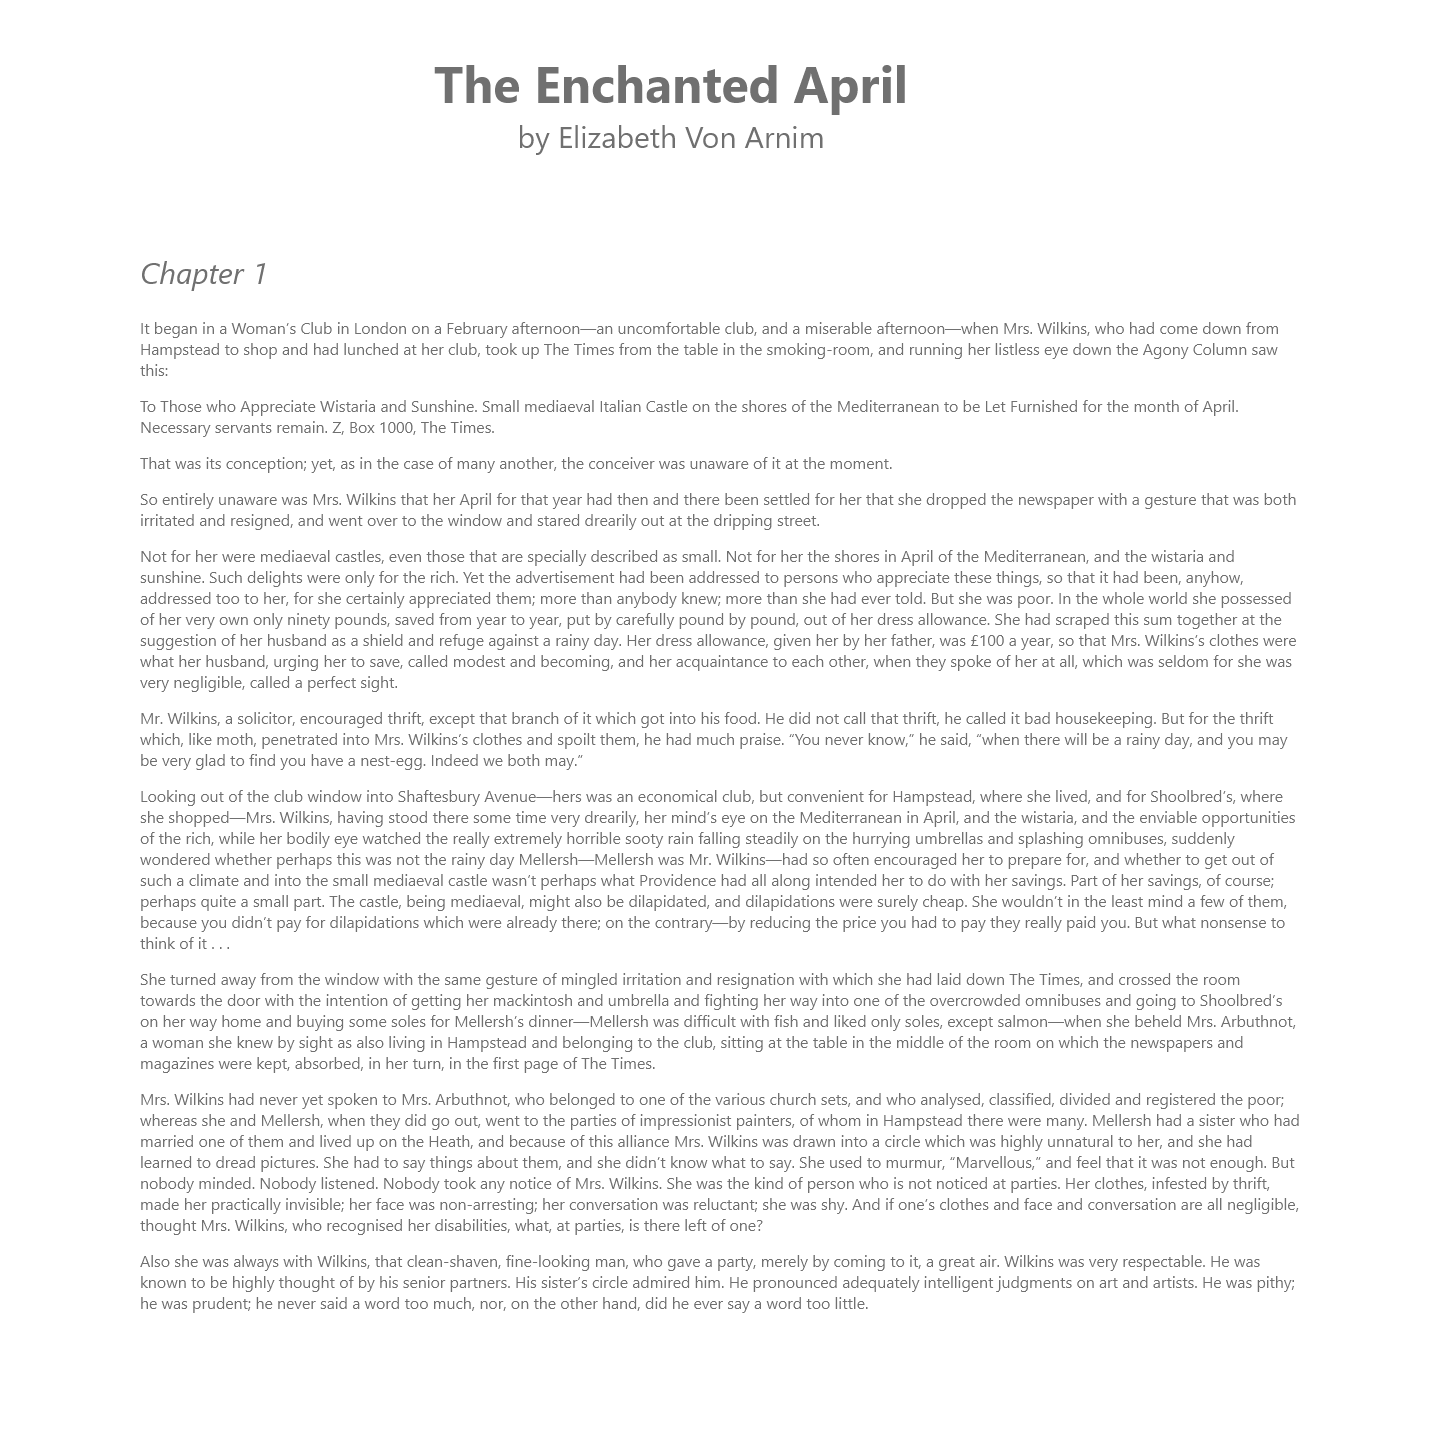 The Enchanted April
by Elizabeth Von Arnim
Chapter 1
It began in a Woman’s Club in London on a February afternoon—an uncomfortable club, and a miserable afternoon—when Mrs. Wilkins, who had come down from
Hampstead to shop and had lunched at her club, took up The Times from the table in the smoking-room, and running her listless eye down the Agony Column saw
this:
To Those who Appreciate Wistaria and Sunshine. Small mediaeval Italian Castle on the shores of the Mediterranean to be Let Furnished for the month of April.
Necessary servants remain. Z, Box 1000, The Times.
That was its conception; yet, as in the case of many another, the conceiver was unaware of it at the moment.
So entirely unaware was Mrs. Wilkins that her April for that year had then and there been settled for her that she dropped the newspaper with a gesture that was both
irritated and resigned, and went over to the window and stared drearily out at the dripping street.
Not for her were mediaeval castles, even those that are specially described as small. Not for her the shores in April of the Mediterranean, and the wistaria and
sunshine. Such delights were only for the rich. Yet the advertisement had been addressed to persons who appreciate these things, so that it had been, anyhow,
addressed too to her, for she certainly appreciated them; more than anybody knew; more than she had ever told. But she was poor. In the whole world she possessed
of her very own only ninety pounds, saved from year to year, put by carefully pound by pound, out of her dress allowance. She had scraped this sum together at the
suggestion of her husband as a shield and refuge against a rainy day. Her dress allowance, given her by her father, was £100 a year, so that Mrs. Wilkins’s clothes were
what her husband, urging her to save, called modest and becoming, and her acquaintance to each other, when they spoke of her at all, which was seldom for she was
very negligible, called a perfect sight.
Mr. Wilkins, a solicitor, encouraged thrift, except that branch of it which got into his food. He did not call that thrift, he called it bad housekeeping. But for the thrift
which, like moth, penetrated into Mrs. Wilkins’s clothes and spoilt them, he had much praise. “You never know,” he said, “when there will be a rainy day, and you may
be very glad to find you have a nest-egg. Indeed we both may.”
Looking out of the club window into Shaftesbury Avenue—hers was an economical club, but convenient for Hampstead, where she lived, and for Shoolbred’s, where
she shopped—Mrs. Wilkins, having stood there some time very drearily, her mind’s eye on the Mediterranean in April, and the wistaria, and the enviable opportunities
of the rich, while her bodily eye watched the really extremely horrible sooty rain falling steadily on the hurrying umbrellas and splashing omnibuses, suddenly
wondered whether perhaps this was not the rainy day Mellersh—Mellersh was Mr. Wilkins—had so often encouraged her to prepare for, and whether to get out of
such a climate and into the small mediaeval castle wasn’t perhaps what Providence had all along intended her to do with her savings. Part of her savings, of course;
perhaps quite a small part. The castle, being mediaeval, might also be dilapidated, and dilapidations were surely cheap. She wouldn’t in the least mind a few of them,
because you didn’t pay for dilapidations which were already there; on the contrary—by reducing the price you had to pay they really paid you. But what nonsense to
think of it . . .
She turned away from the window with the same gesture of mingled irritation and resignation with which she had laid down The Times, and crossed the room
towards the door with the intention of getting her mackintosh and umbrella and fighting her way into one of the overcrowded omnibuses and going to Shoolbred’s
on her way home and buying some soles for Mellersh’s dinner—Mellersh was difficult with fish and liked only soles, except salmon—when she beheld Mrs. Arbuthnot,
a woman she knew by sight as also living in Hampstead and belonging to the club, sitting at the table in the middle of the room on which the newspapers and
magazines were kept, absorbed, in her turn, in the first page of The Times.
Mrs. Wilkins had never yet spoken to Mrs. Arbuthnot, who belonged to one of the various church sets, and who analysed, classified, divided and registered the poor;
whereas she and Mellersh, when they did go out, went to the parties of impressionist painters, of whom in Hampstead there were many. Mellersh had a sister who had
married one of them and lived up on the Heath, and because of this alliance Mrs. Wilkins was drawn into a circle which was highly unnatural to her, and she had
learned to dread pictures. She had to say things about them, and she didn’t know what to say. She used to murmur, “Marvellous,” and feel that it was not enough. But
nobody minded. Nobody listened. Nobody took any notice of Mrs. Wilkins. She was the kind of person who is not noticed at parties. Her clothes, infested by thrift,
made her practically invisible; her face was non-arresting; her conversation was reluctant; she was shy. And if one’s clothes and face and conversation are all negligible,
thought Mrs. Wilkins, who recognised her disabilities, what, at parties, is there left of one?
Also she was always with Wilkins, that clean-shaven, fine-looking man, who gave a party, merely by coming to it, a great air. Wilkins was very respectable. He was
known to be highly thought of by his senior partners. His sister’s circle admired him. He pronounced adequately intelligent judgments on art and artists. He was pithy;
he was prudent; he never said a word too much, nor, on the other hand, did he ever say a word too little.